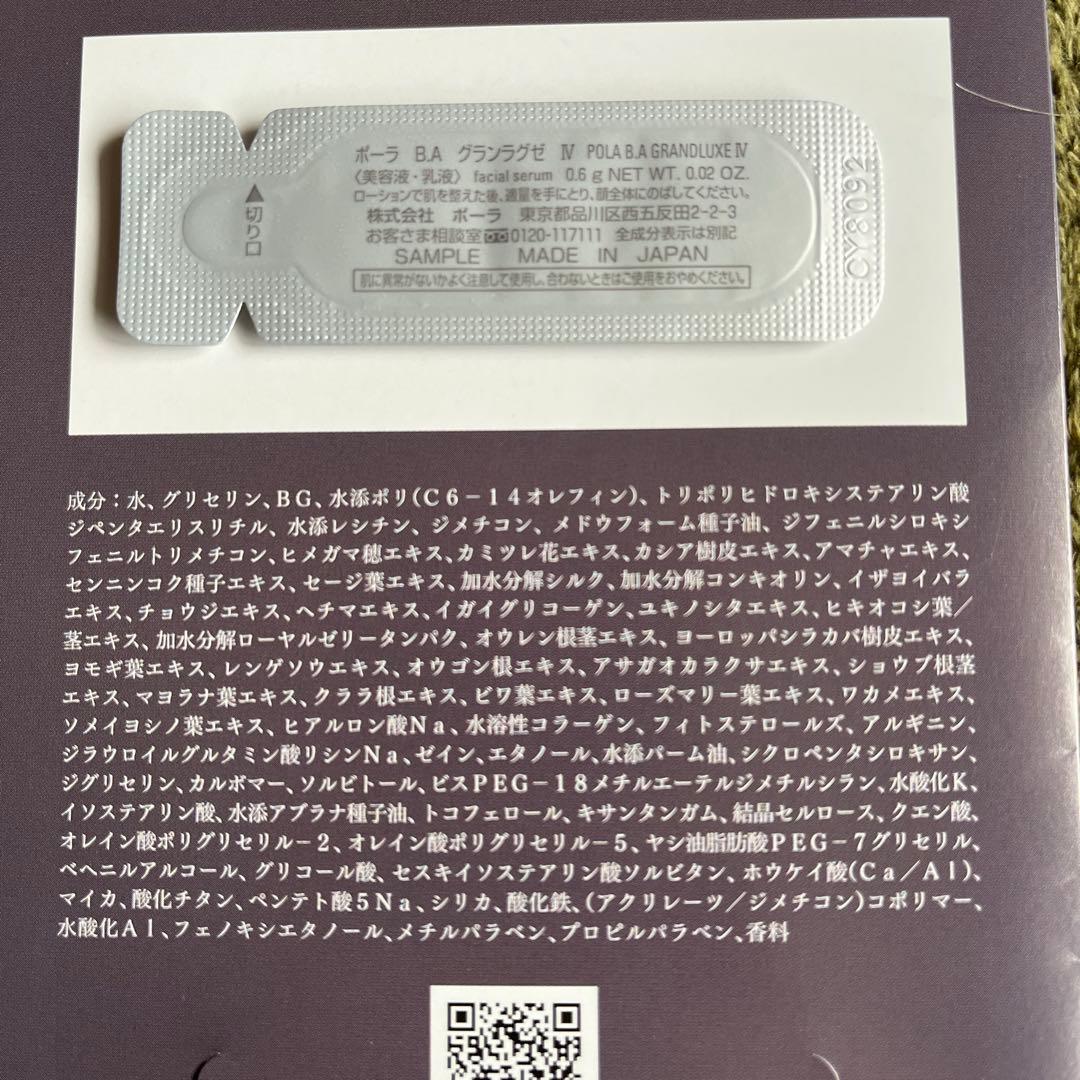 ポーラ B.A グランラグゼ Ⅳ POLA B.A GRANDLUXE Ⅳ
〈美容液・乳液〉 facial serum 0.6 g NET WT. 0.02 OZ.
ローションで肌を整えた後、適量を手にとり、顔全体にのばしてください。
株式会社 ポーラ 東京都品川区西五反田2-2-3
お客さま相談室 0120-117111 全成分表示は別記
SAMPLE MADE IN JAPAN
肌に異常がないかよく注意して使用し、合わないときはご使用をおやめください。
▲切り口
CY8092
成分：水、グリセリン、BG、水添ポリ(C6－14オレフィン)、トリポリヒドロキシステアリン酸
ジペンタエリスリチル、水添レシチン、ジメチコン、メドウフォーム種子油、ジフェニルシロキシ
フェニルトリメチコン、ヒメガマ穂エキス、カミツレ花エキス、カシア樹皮エキス、アマチャエキス、
センニンコク種子エキス、セージ葉エキス、加水分解シルク、加水分解コンキオリン、イザヨイバラ
エキス、チョウジエキス、ヘチマエキス、イガイグリコーゲン、ユキノシタエキス、ヒキオコシ葉／
茎エキス、加水分解ローヤルゼリータンパク、オウレン根茎エキス、ヨーロッパシラカバ樹皮エキス、
ヨモギ葉エキス、レンゲソウエキス、オウゴン根エキス、アサガオカラクサエキス、ショウブ根茎
エキス、マヨラナ葉エキス、クララ根エキス、ビワ葉エキス、ローズマリー葉エキス、ワカメエキス、
ソメイヨシノ葉エキス、ヒアルロン酸Na、水溶性コラーゲン、フィトステロールズ、アルギニン、
ジラウロイルグルタミン酸リシンNa、ゼイン、エタノール、水添パーム油、シクロペンタシロキサン、
ジグリセリン、カルボマー、ソルビトール、ビスPEG－18メチルエーテルジメチルシラン、水酸化K、
イソステアリン酸、水添アブラナ種子油、トコフェロール、キサンタンガム、結晶セルロース、クエン酸、
オレイン酸ポリグリセリル－2、オレイン酸ポリグリセリル－5、ヤシ油脂肪酸PEG－7グリセリル、
ベヘニルアルコール、グリコール酸、セスキイソステアリン酸ソルビタン、ホウケイ酸(Ca／Al)、
マイカ、酸化チタン、ペンテト酸5Na、シリカ、酸化鉄、(アクリレーツ／ジメチコン)コポリマー、
水酸化Al、フェノキシエタノール、メチルパラベン、プロピルパラベン、香料